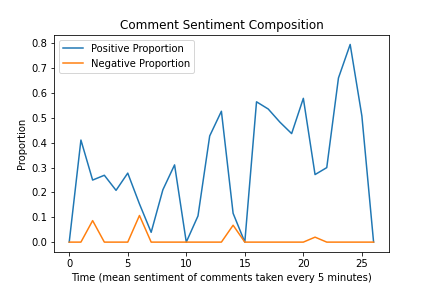 Comment Sentiment Composition
Positive Proportion
Negative Proportion
Proportion
0.8
0.7
0.6
0.5
0.4
0.3
0.2
0.1
0.0
0 5 10 15 20 25
Time (mean sentiment of comments taken every 5 minutes)